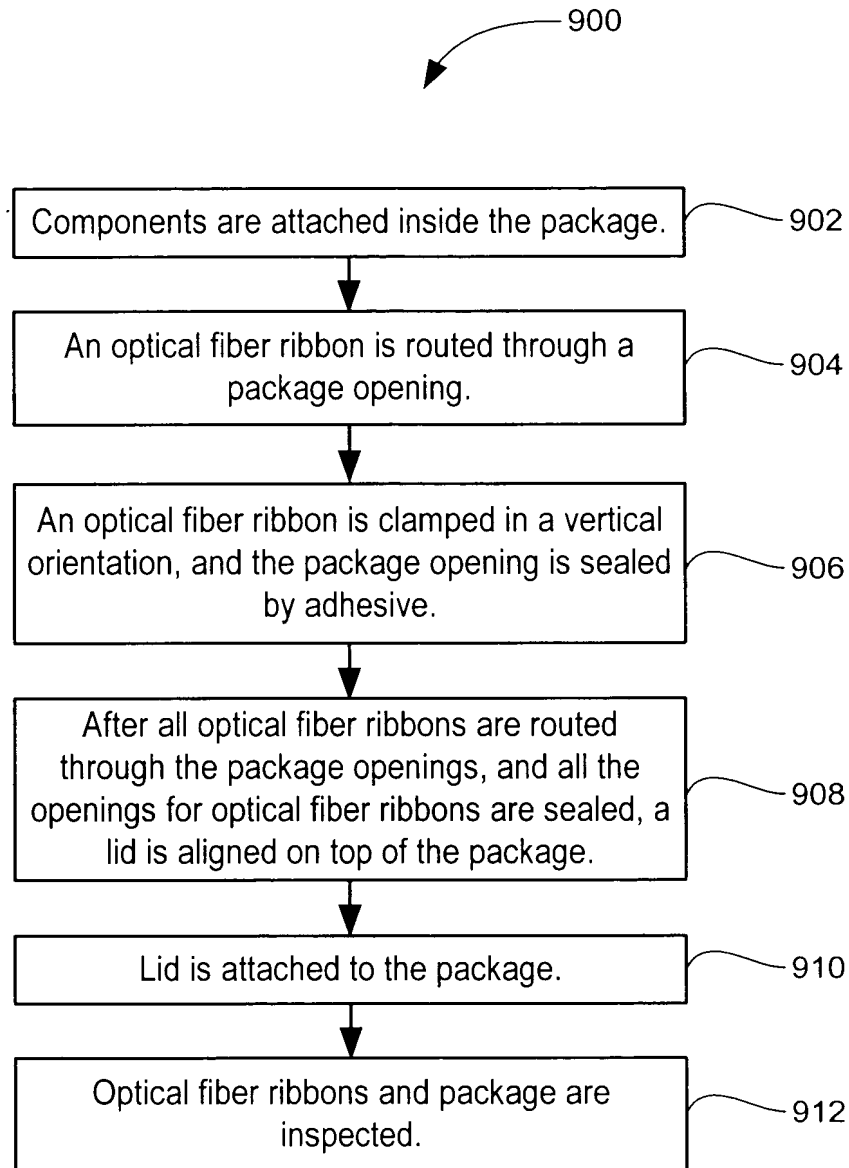 900
Components are attached inside the package.
902
An optical fiber ribbon is routed through a
package opening.
904
An optical fiber ribbon is clamped in a vertical
orientation, and the package opening is sealed
by adhesive.
906
After all optical fiber ribbons are routed
through the package openings, and all the
openings for optical fiber ribbons are sealed, a
lid is aligned on top of the package.
908
Lid is attached to the package.
910
Optical fiber ribbons and package are
inspected.
912